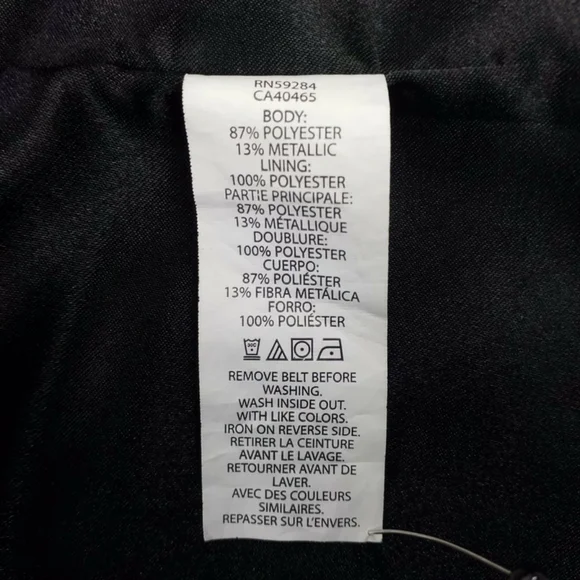 RN59284
CA40465
BODY:
87% POLYESTER
13% METALLIC
LINING:
100% POLYESTER
PARTIE PRINCIPALE:
87% POLYESTER
13% MÉTALLIQUE
DOUBLURE:
100% POLYESTER
CUERPO:
87% POLIÉSTER
13% FIBRA METÁLICA
FORRO:
100% POLIÉSTER
30C
REMOVE BELT BEFORE
WASHING.
WASH INSIDE OUT.
WITH LIKE COLORS.
IRON ON REVERSE SIDE.
RETIRER LA CEINTURE
AVANT LE LAVAGE.
RETOURNER AVANT DE
LAVER.
AVEC DES COULEURS
SIMILAIRES.
REPASSER SUR L'ENVERS.